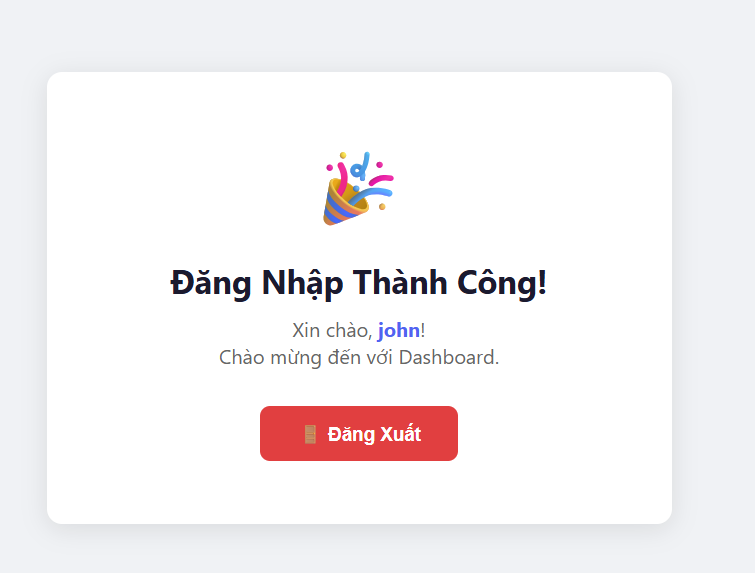 Đăng Nhập Thành Công!
Xin chào, john!
Chào mừng đến với Dashboard.
Đăng Xuất